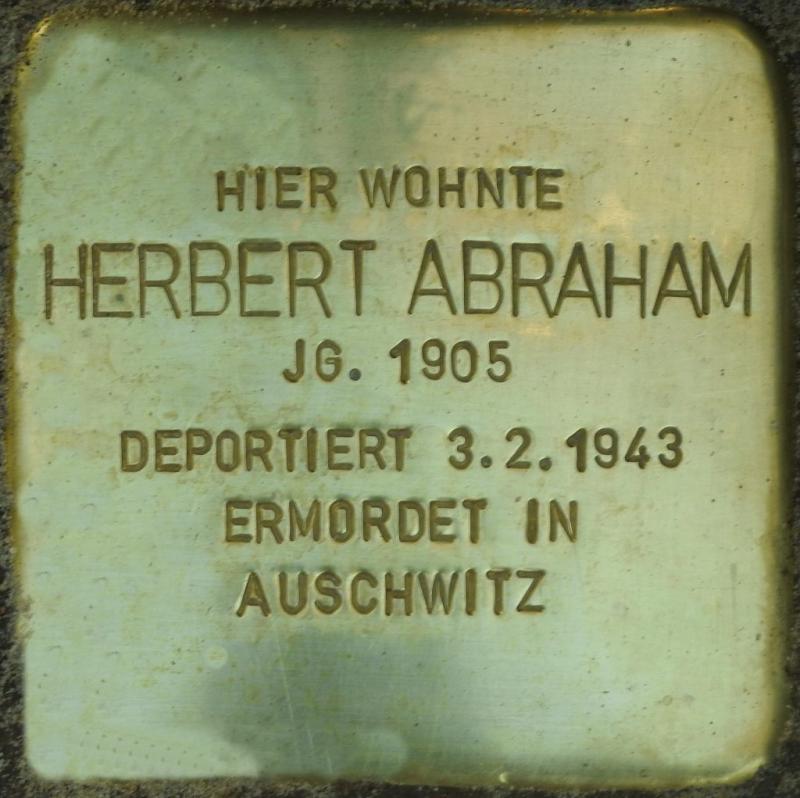 HIER WOHNTE
HERBERT ABRAHAM
JG. 1905
DEPORTIERT 3.2.1943
ERMORDET IN
AUSCHWITZ